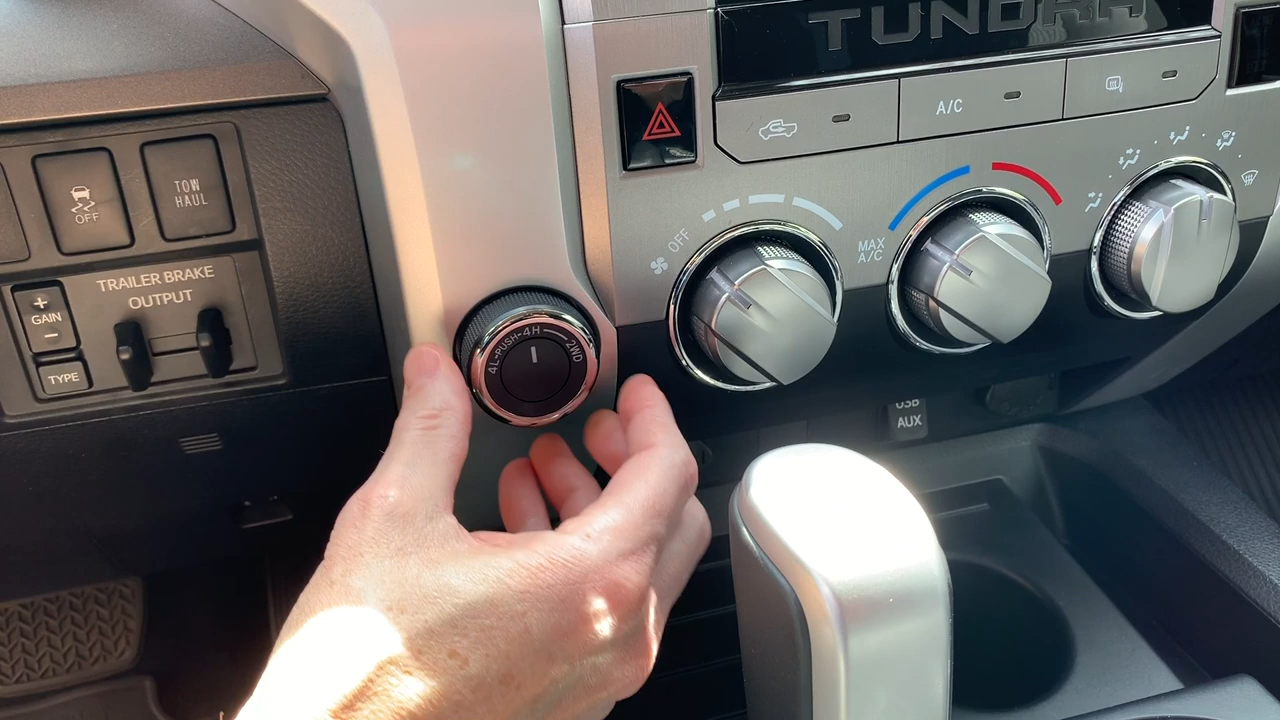 TUNDRA
A/C
OFF
TOW
HAUL
TRAILER BRAKE
OUTPUT
+
GAIN
−
TYPE
OFF
MAX
A/C
4L-PUSH-4H
2WD
USB
AUX